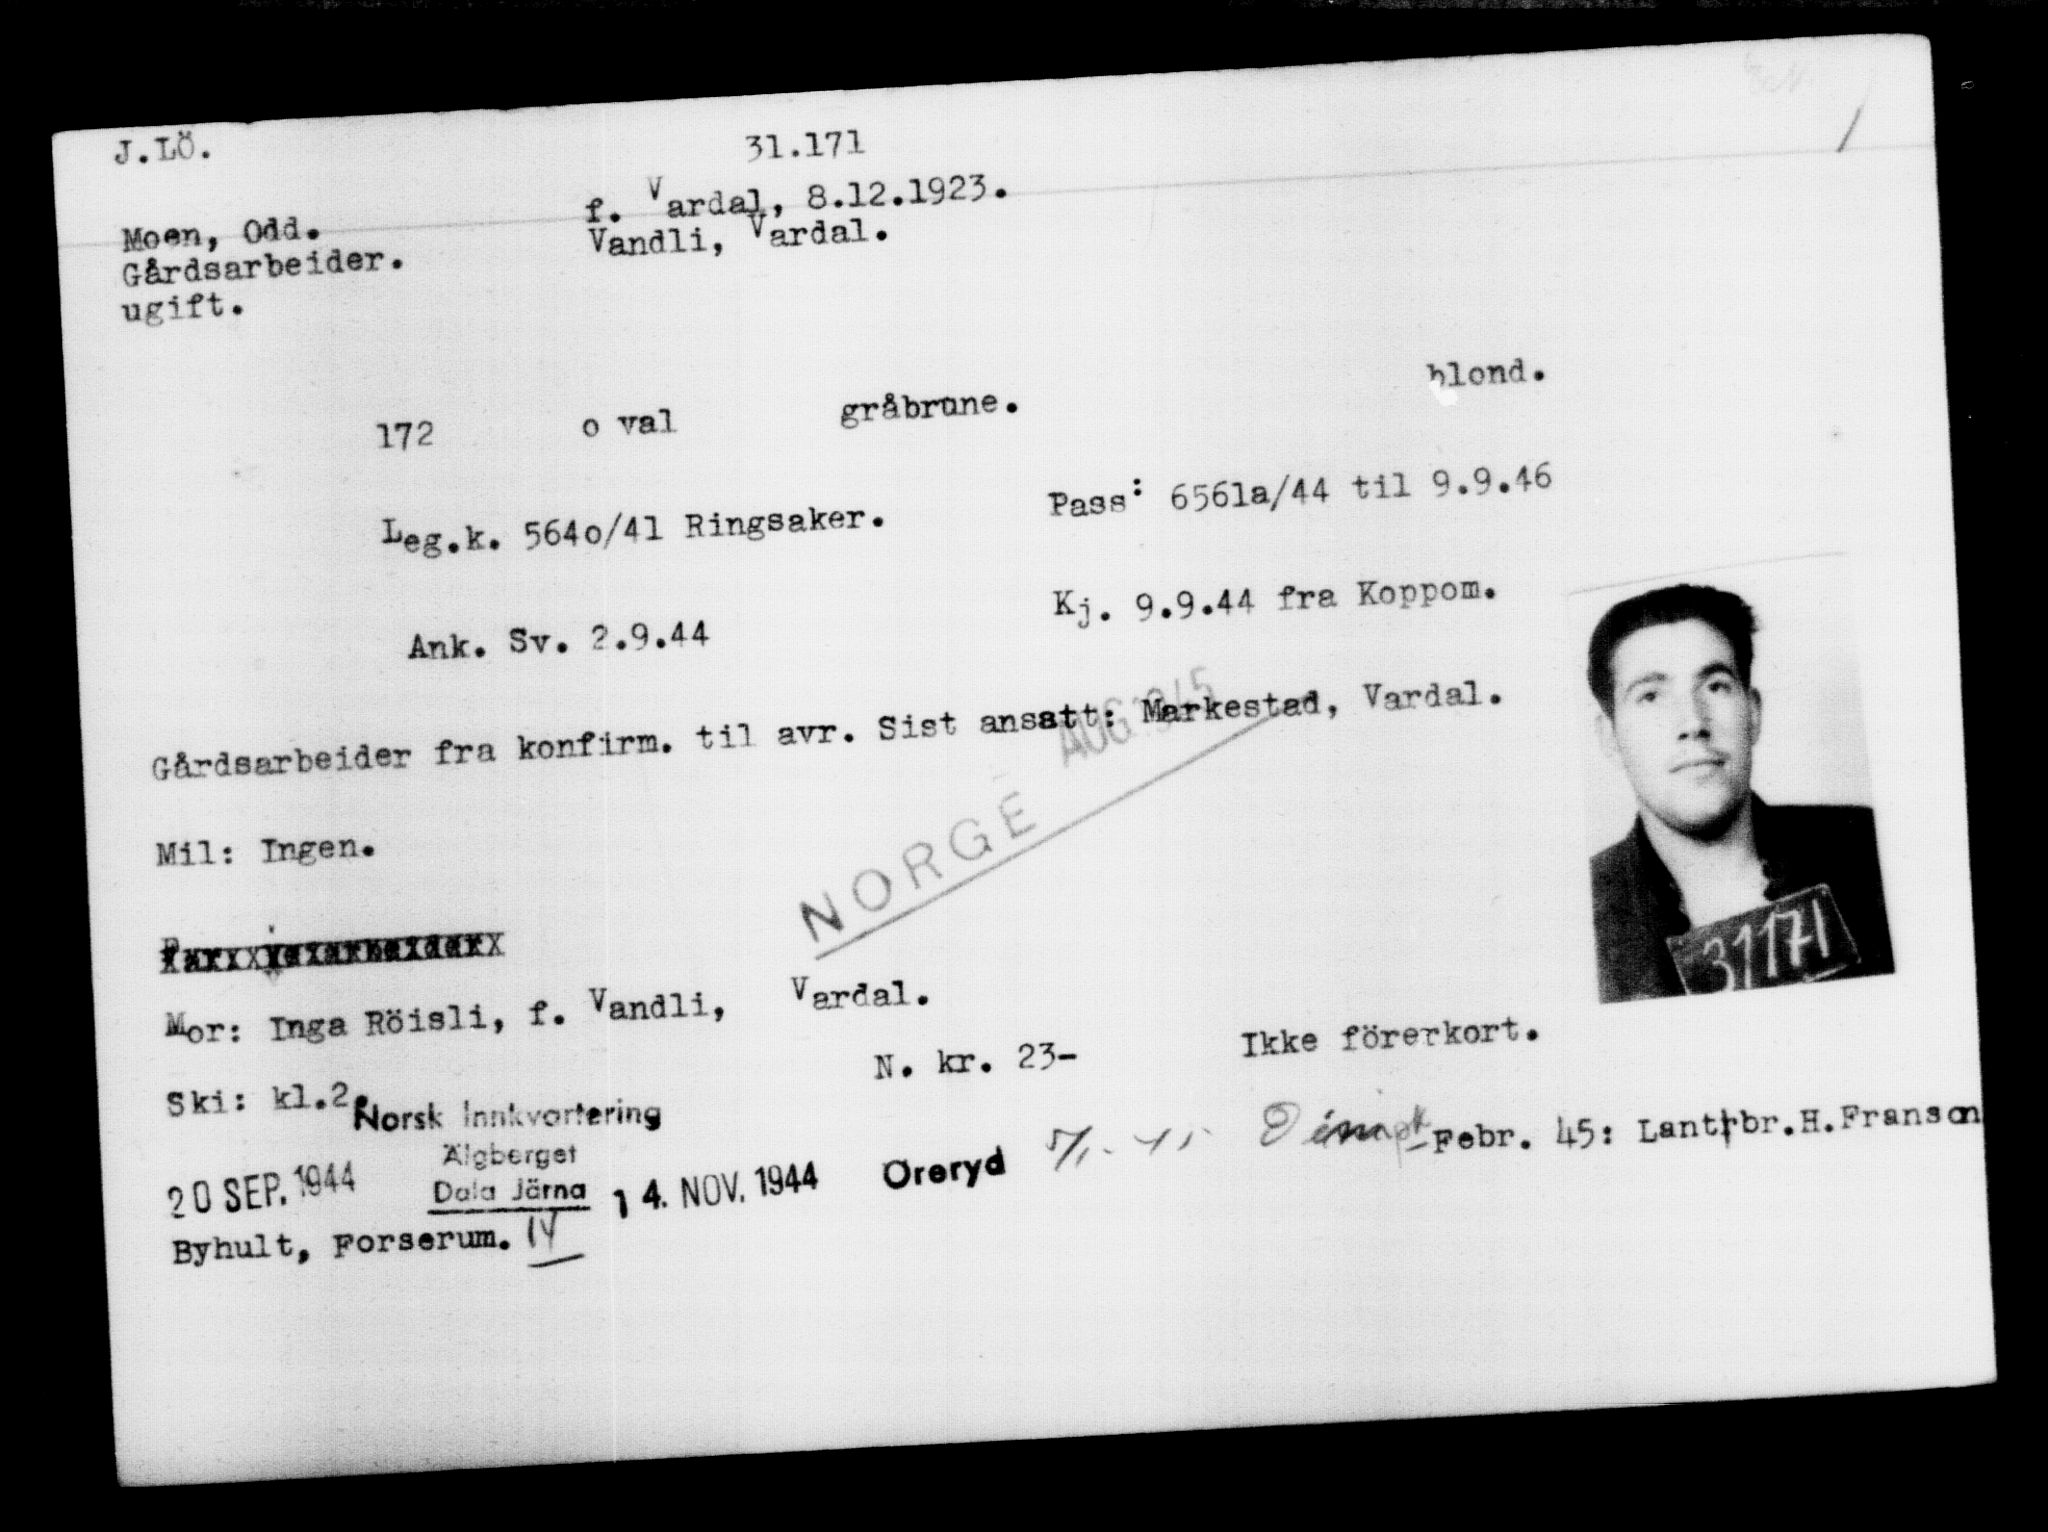 J.LÖ.
31.171
Moen, Odd.
f. Vardal, 8.12.1923.
Gårdsarbeider.
Vandli, Vardal.
ugift.
172 o val gråbrune. blond.
Leg.k. 564o/41 Ringsaker. Pass: 6561a/44 til 9.9.46
Ank. Sv. 2.9.44 Kj. 9.9.44 fra Koppom.
Gårdsarbeider fra konfirm. til avr. Sist ansatt: Markestad, Vardal.
AUG 1945
NORGE
Mil: Ingen.
31171
Mor: Inga Röisli, f. Vandli, Vardal.
Ski: kl.2. N. kr. 23- Ikke förerkort.
Norsk Innkvartering
Älgberget
Dala Järna
20 SEP. 1944
14. NOV. 1944 Öreryd
Febr. 45: Lantbr.H.Franson
Byhult, Forserum.